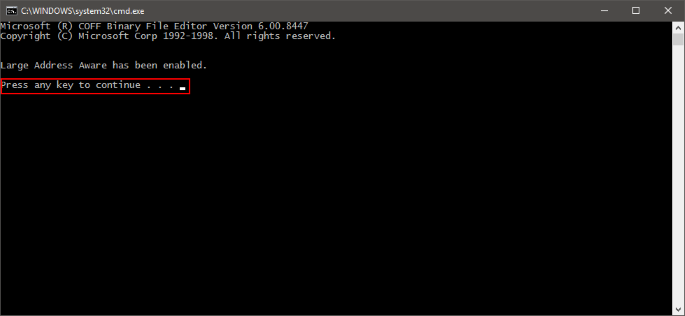 C:\WINDOWS\system32\cmd.exe
Microsoft (R) COFF Binary File Editor Version 6.00.8447
Copyright (C) Microsoft Corp 1992-1998. All rights reserved.
Large Address Aware has been enabled.
Press any key to continue . . .